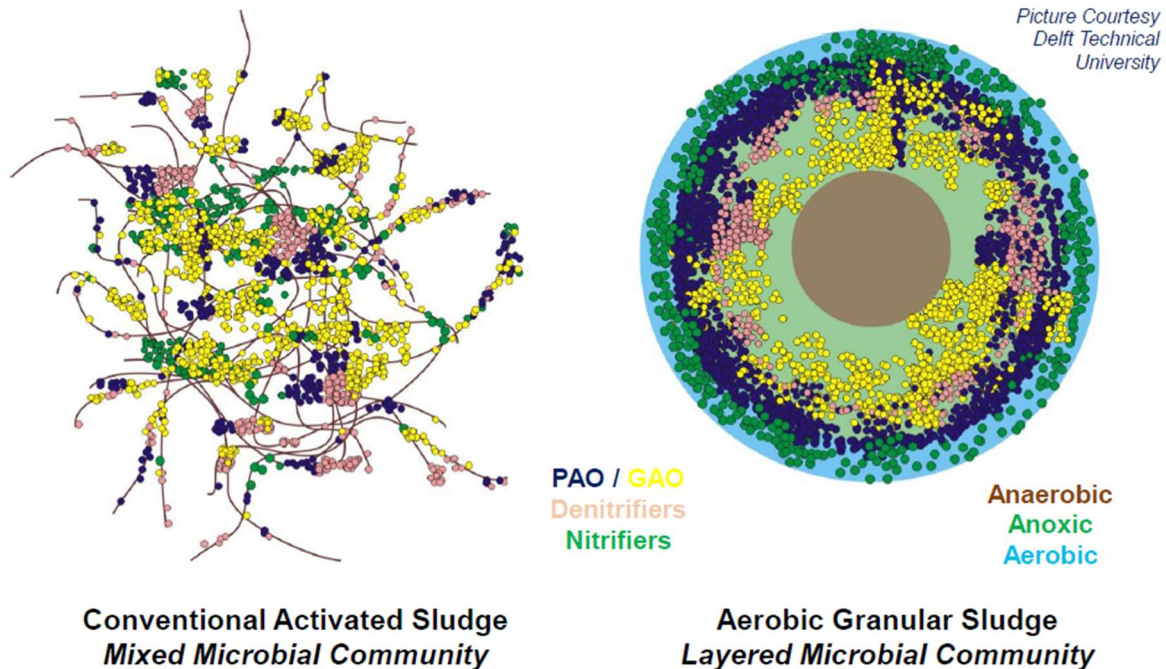 Picture Courtesy
Delft Technical
University
PAO / GAO
Denitrifiers
Nitrifiers
Anaerobic
Anoxic
Aerobic
Conventional Activated Sludge
Mixed Microbial Community
Aerobic Granular Sludge
Layered Microbial Community